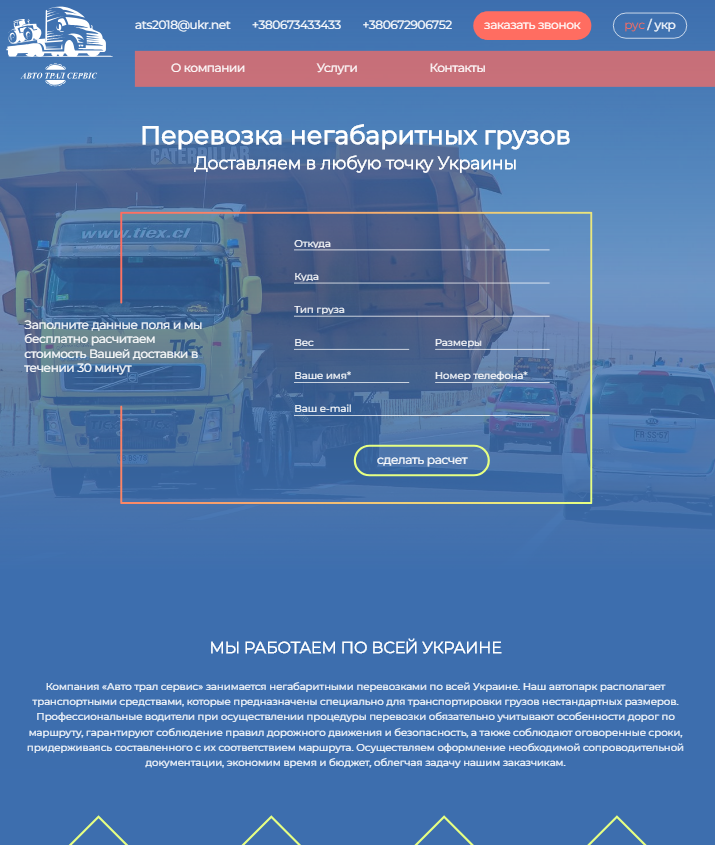 ats2018@ukr.net +380673433433 +380672906752 заказать звонок рус / укр
АВТО ТРАЛ СЕРВІС
О компании Услуги Контакты
Перевозка негабаритных грузов
Доставляем в любую точку Украины
CATERPILLAR
www.tiex.cl
Откуда
Куда
Тип груза
Вес Размеры
Ваше имя* Номер телефона*
Ваш e-mail
Заполните данные поля и мы
бесплатно расчитаем
стоимость Вашей доставки в
течении 30 минут
сделать расчет
МЫ РАБОТАЕМ ПО ВСЕЙ УКРАИНЕ
Компания «Авто трал сервис» занимается негабаритными перевозками по всей Украине. Наш автопарк располагает
транспортными средствами, которые предназначены специально для транспортировки грузов нестандартных размеров.
Профессиональные водители при осуществлении процедуры перевозки обязательно учитывают особенности дорог по
маршруту, гарантируют соблюдение правил дорожного движения и безопасность, а также соблюдают оговоренные сроки,
придерживаясь составленного с их соответствием маршрута. Осуществляем оформление необходимой сопроводительной
документации, экономим время и бюджет, облегчая задачу нашим заказчикам.